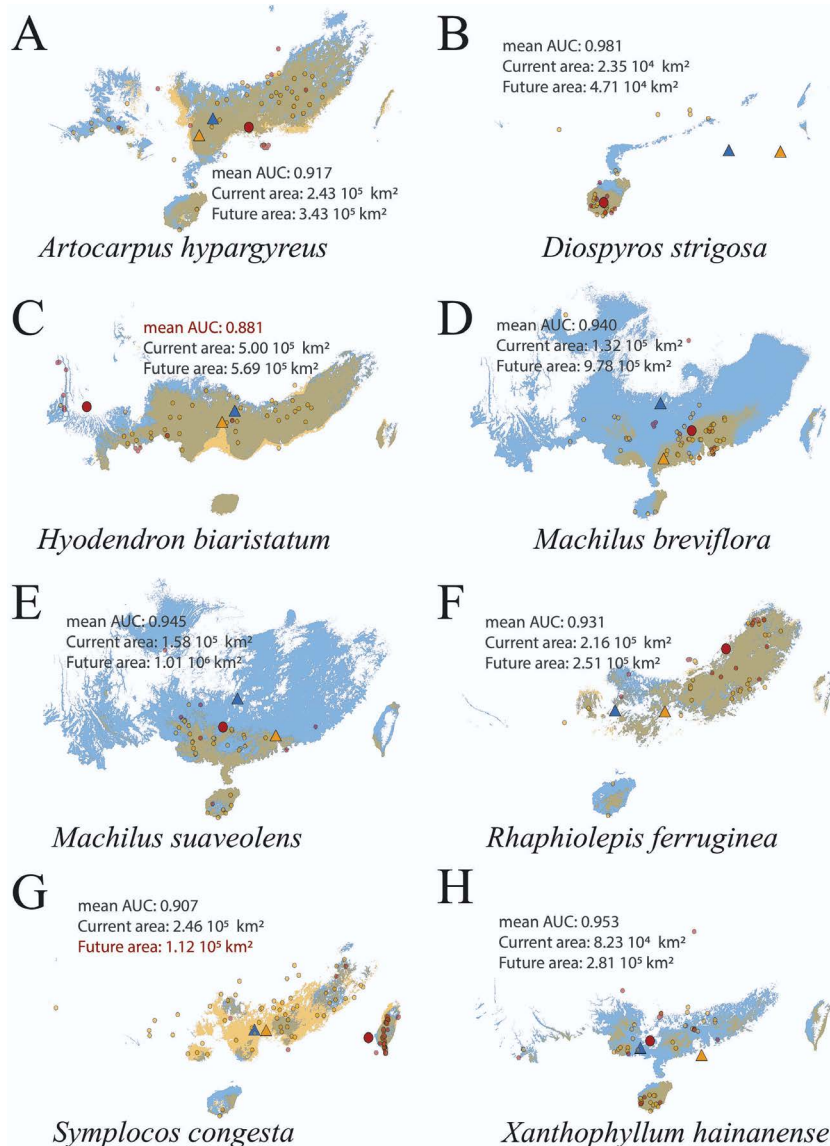 A
mean AUC: 0.917
Current area: 2.43 10⁵ km²
Future area: 3.43 10⁵ km²
Artocarpus hypargyreus
B
mean AUC: 0.981
Current area: 2.35 10⁴ km²
Future area: 4.71 10⁴ km²
Diospyros strigosa
C
mean AUC: 0.881
Current area: 5.00 10⁵ km²
Future area: 5.69 10⁵ km²
Hyodendron biaristatum
D
mean AUC: 0.940
Current area: 1.32 10⁵ km²
Future area: 9.78 10⁵ km²
Machilus breviflora
E
mean AUC: 0.945
Current area: 1.58 10⁵ km²
Future area: 1.01 10⁶ km²
Machilus suaveolens
F
mean AUC: 0.931
Current area: 2.16 10⁵ km²
Future area: 2.51 10⁵ km²
Rhaphiolepis ferruginea
G
mean AUC: 0.907
Current area: 2.46 10⁵ km²
Future area: 1.12 10⁵ km²
Symplocos congesta
H
mean AUC: 0.953
Current area: 8.23 10⁴ km²
Future area: 2.81 10⁵ km²
Xanthophyllum hainanense